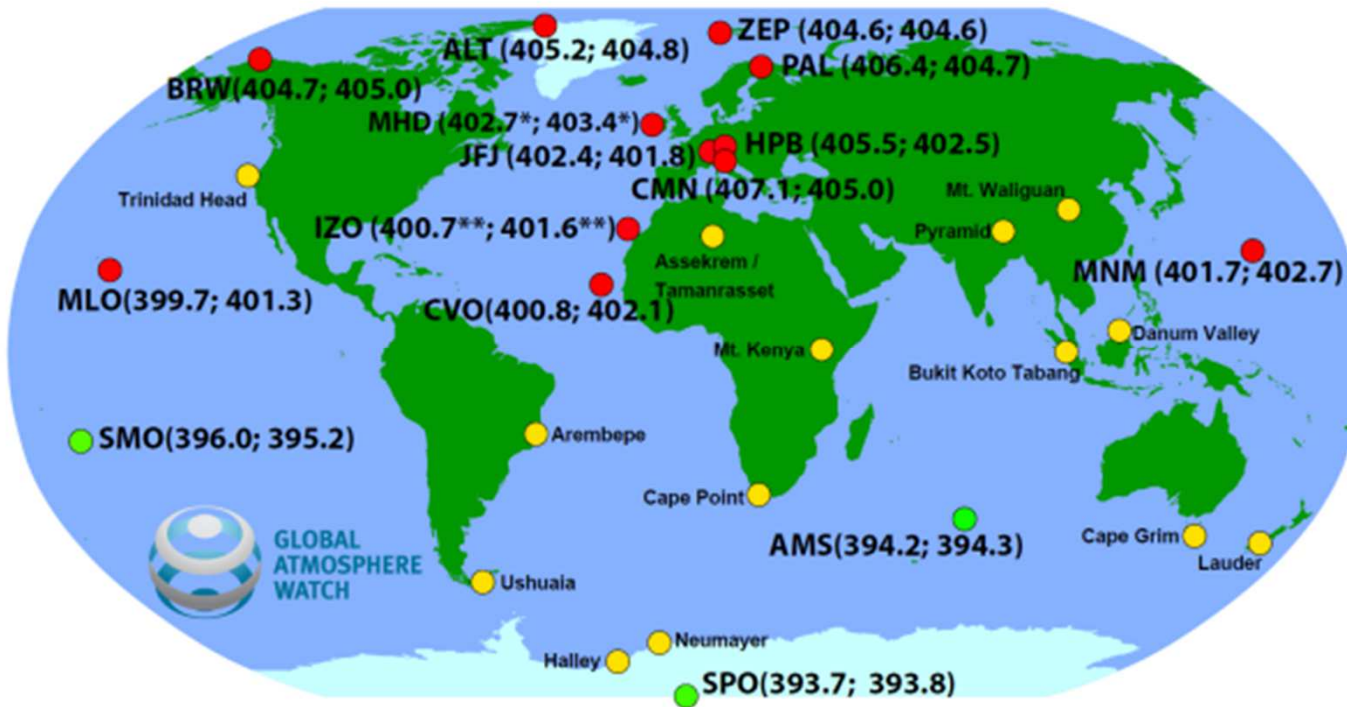 ZEP (404.6; 404.6)
ALT (405.2; 404.8)
PAL (406.4; 404.7)
BRW(404.7; 405.0)
MHD (402.7*; 403.4*)
HPB (405.5; 402.5)
JFJ (402.4; 401.8)
CMN (407.1; 405.0)
Mt. Waliguan
Trinidad Head
IZO (400.7**; 401.6**)
Pyramid
Assekrem /
Tamanrasset
MNM (401.7; 402.7)
MLO(399.7; 401.3)
CVO(400.8; 402.1)
Danum Valley
Mt. Kenya
Bukit Koto Tabang
SMO(396.0; 395.2)
Arembepe
Cape Point
AMS(394.2; 394.3)
Cape Grim
Lauder
GLOBAL
ATMOSPHERE
WATCH
Ushuaia
Neumayer
Halley
SPO(393.7; 393.8)